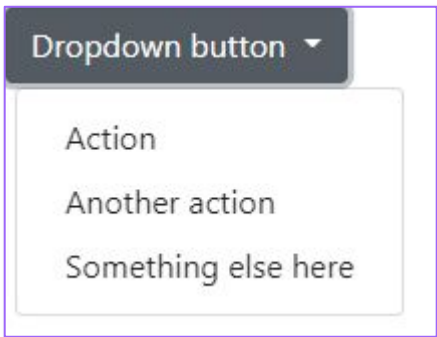 Dropdown button
Action
Another action
Something else here